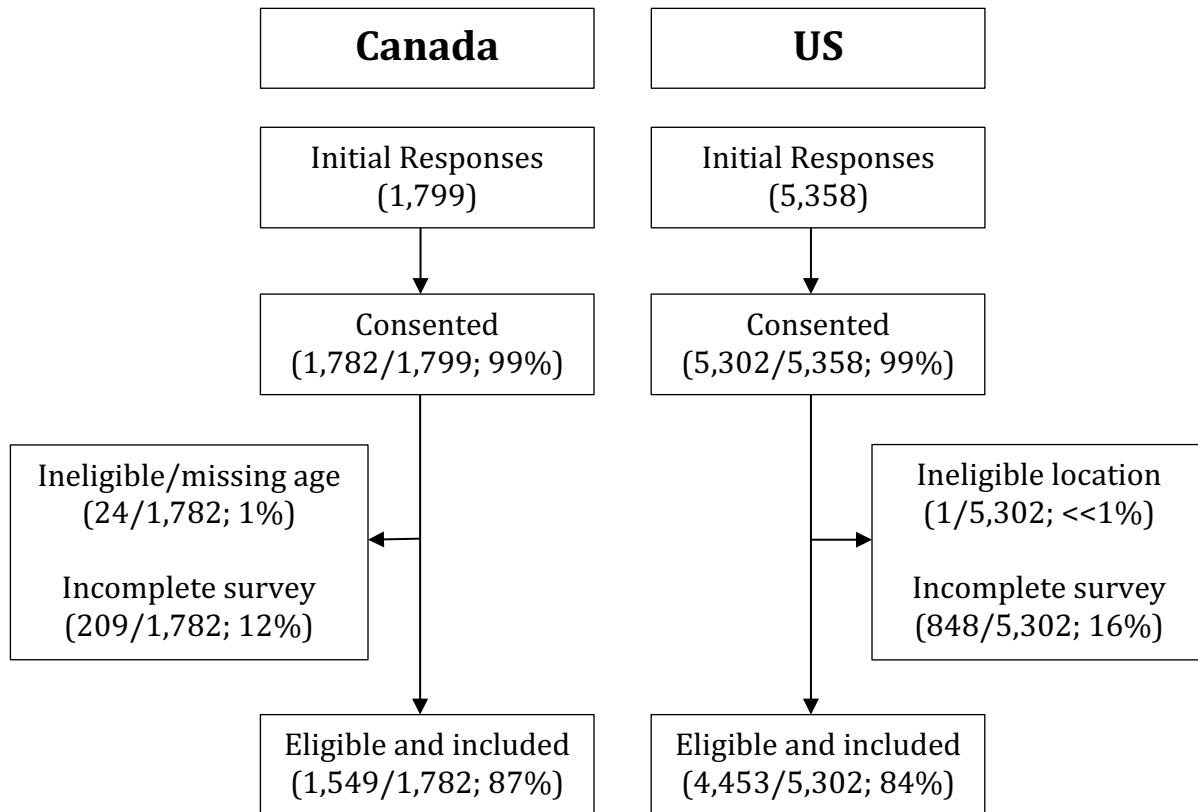 Canada
US
Initial Responses
(1,799)
Initial Responses
(5,358)
Consented
(1,782/1,799; 99%)
Consented
(5,302/5,358; 99%)
Ineligible/missing age
(24/1,782; 1%)
Incomplete survey
(209/1,782; 12%)
Ineligible location
(1/5,302; <<1%)
Incomplete survey
(848/5,302; 16%)
Eligible and included
(1,549/1,782; 87%)
Eligible and included
(4,453/5,302; 84%)